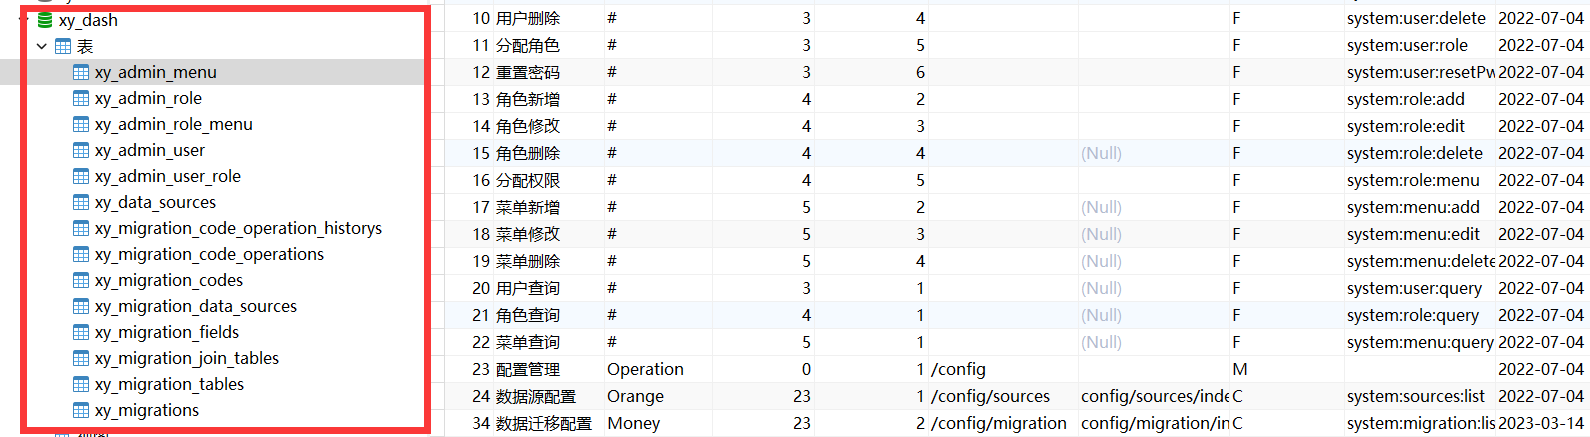 xy_dash
表
xy_admin_menu
xy_admin_role
xy_admin_role_menu
xy_admin_user
xy_admin_user_role
xy_data_sources
xy_migration_code_operation_historys
xy_migration_code_operations
xy_migration_codes
xy_migration_data_sources
xy_migration_fields
xy_migration_join_tables
xy_migration_tables
xy_migrations
10 用户删除 # 3 4 F system:user:delete 2022-07-04
11 分配角色 # 3 5 F system:user:role 2022-07-04
12 重置密码 # 3 6 F system:user:resetPw 2022-07-04
13 角色新增 # 4 2 F system:role:add 2022-07-04
14 角色修改 # 4 3 F system:role:edit 2022-07-04
15 角色删除 # 4 4 (Null) F system:role:delete 2022-07-04
16 分配权限 # 4 5 F system:role:menu 2022-07-04
17 菜单新增 # 5 2 (Null) F system:menu:add 2022-07-04
18 菜单修改 # 5 3 (Null) F system:menu:edit 2022-07-04
19 菜单删除 # 5 4 (Null) F system:menu:delete 2022-07-04
20 用户查询 # 3 1 (Null) F system:user:query 2022-07-04
21 角色查询 # 4 1 (Null) F system:role:query 2022-07-04
22 菜单查询 # 5 1 (Null) F system:menu:query 2022-07-04
23 配置管理 Operation 0 1 /config M 2022-07-04
24 数据源配置 Orange 23 1 /config/sources config/sources/inde C system:sources:list 2022-07-04
34 数据迁移配置 Money 23 2 /config/migration config/migration/in C system:migration:lis 2023-03-14